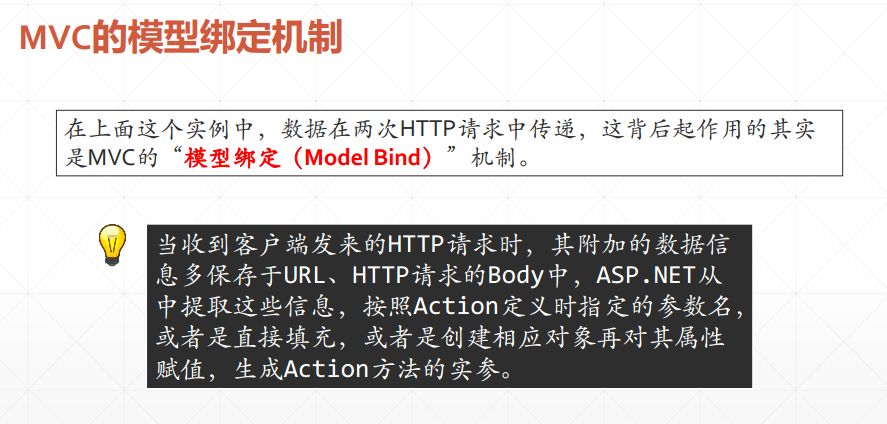 MVC的模型绑定机制
在上面这个实例中，数据在两次HTTP请求中传递，这背后起作用的其实
是MVC的“模型绑定（Model Bind）”机制。
当收到客户端发来的HTTP请求时，其附加的数据信
息多保存于URL、HTTP请求的Body中，ASP.NET从
中提取这些信息，按照Action定义时指定的参数名，
或者是直接填充，或者是创建相应对象再对其属性
赋值，生成Action方法的实参。